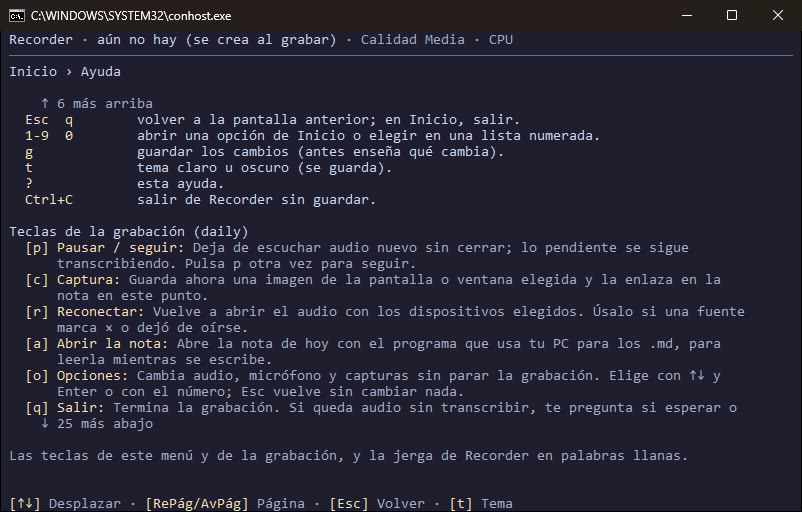 C:\WINDOWS\SYSTEM32\conhost.exe
Recorder · aún no hay (se crea al grabar) · Calidad Media · CPU
Inicio › Ayuda
↑ 6 más arriba
Esc q volver a la pantalla anterior; en Inicio, salir.
1-9 0 abrir una opción de Inicio o elegir en una lista numerada.
g guardar los cambios (antes enseña qué cambia).
t tema claro u oscuro (se guarda).
? esta ayuda.
Ctrl+C salir de Recorder sin guardar.
Teclas de la grabación (daily)
[p] Pausar / seguir: Deja de escuchar audio nuevo sin cerrar; lo pendiente se sigue
transcribiendo. Pulsa p otra vez para seguir.
[c] Captura: Guarda ahora una imagen de la pantalla o ventana elegida y la enlaza en la
nota en este punto.
[r] Reconectar: Vuelve a abrir el audio con los dispositivos elegidos. Úsalo si una fuente
marca × o dejó de oírse.
[a] Abrir la nota: Abre la nota de hoy con el programa que usa tu PC para los .md, para
leerla mientras se escribe.
[o] Opciones: Cambia audio, micrófono y capturas sin parar la grabación. Elige con ↑↓ y
Enter o con el número; Esc vuelve sin cambiar nada.
[q] Salir: Termina la grabación. Si queda audio sin transcribir, te pregunta si esperar o
↓ 25 más abajo
Las teclas de este menú y de la grabación, y la jerga de Recorder en palabras llanas.
[↑↓] Desplazar · [RePág/AvPág] Página · [Esc] Volver · [t] Tema